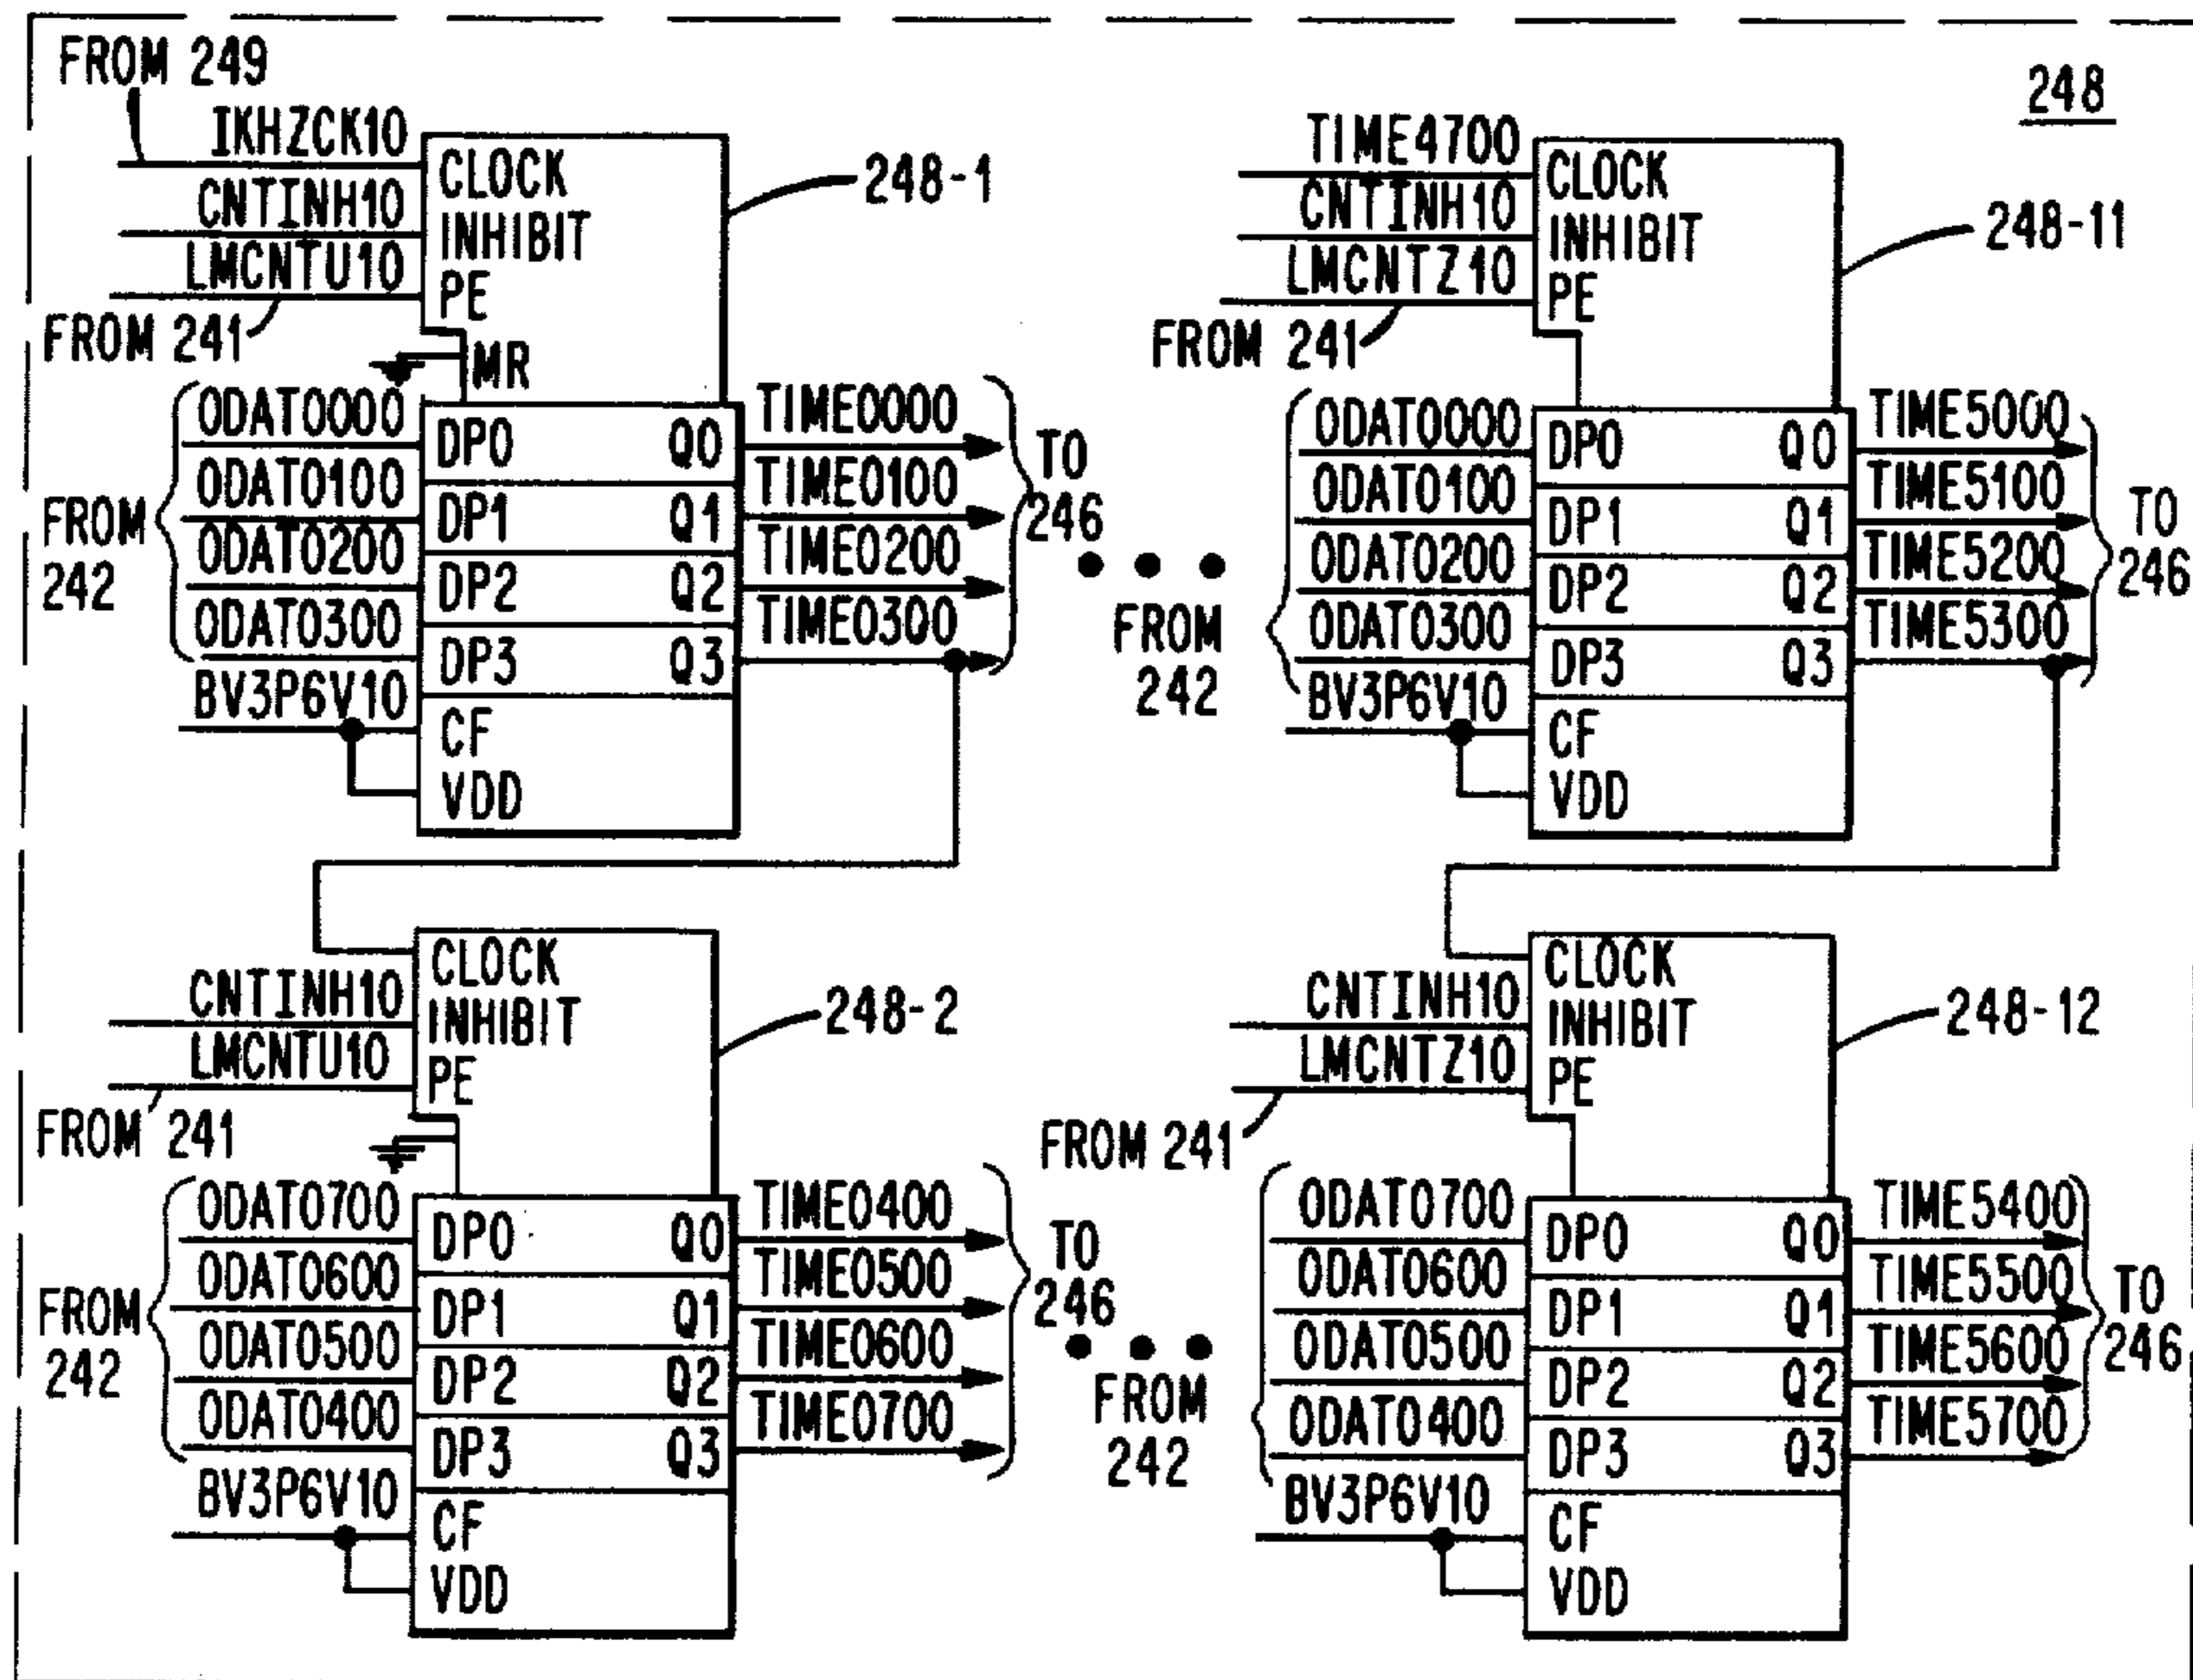 248
FROM 249
IKHZCK10
CNTINH10
LMCNTU10
FROM 241
CLOCK
INHIBIT
PE
MR
248-1
FROM
242
ODAT0000
ODAT0100
ODAT0200
ODAT0300
BV3P6V10
DP0 Q0
DP1 Q1
DP2 Q2
DP3 Q3
CF
VDD
TIME0000
TIME0100
TIME0200
TIME0300
TO
246
TIME4700
CNTINH10
LMCNTZ10
FROM 241
CLOCK
INHIBIT
PE
248-11
FROM
242
ODAT0000
ODAT0100
ODAT0200
ODAT0300
BV3P6V10
DP0 Q0
DP1 Q1
DP2 Q2
DP3 Q3
CF
VDD
TIME5000
TIME5100
TIME5200
TIME5300
TO
246
CNTINH10
LMCNTU10
FROM 241
CLOCK
INHIBIT
PE
248-2
FROM
242
ODAT0700
ODAT0600
ODAT0500
ODAT0400
BV3P6V10
DP0 Q0
DP1 Q1
DP2 Q2
DP3 Q3
CF
VDD
TIME0400
TIME0500
TIME0600
TIME0700
TO
246
CNTINH10
LMCNTZ10
FROM 241
CLOCK
INHIBIT
PE
248-12
FROM
242
ODAT0700
ODAT0600
ODAT0500
ODAT0400
BV3P6V10
DP0 Q0
DP1 Q1
DP2 Q2
DP3 Q3
CF
VDD
TIME5400
TIME5500
TIME5600
TIME5700
TO
246